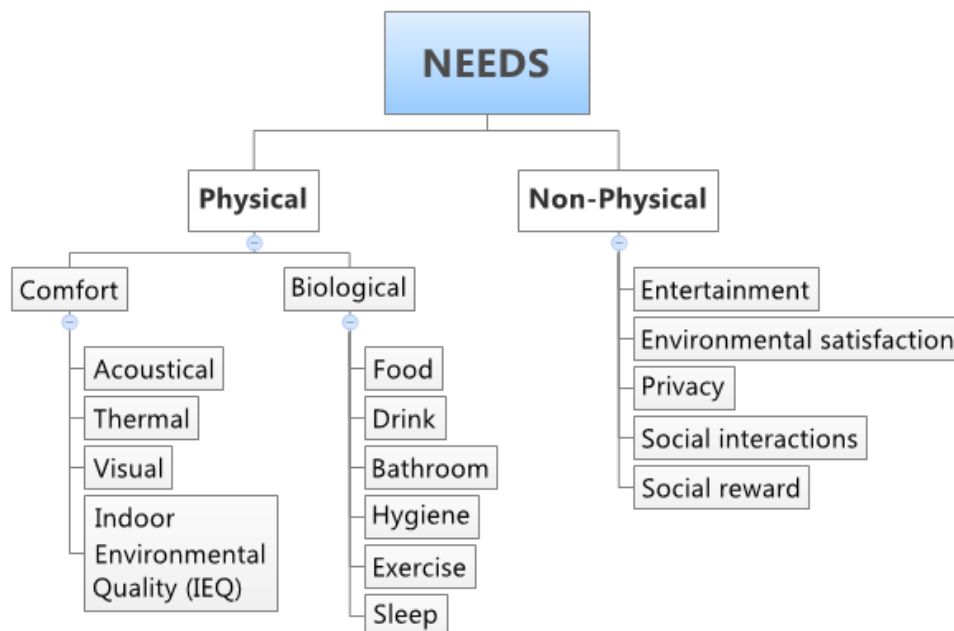 NEEDS
Physical
Non-Physical
Comfort
Biological
Acoustical
Thermal
Visual
Indoor
Environmental
Quality (IEQ)
Food
Drink
Bathroom
Hygiene
Exercise
Sleep
Entertainment
Environmental satisfaction
Privacy
Social interactions
Social reward